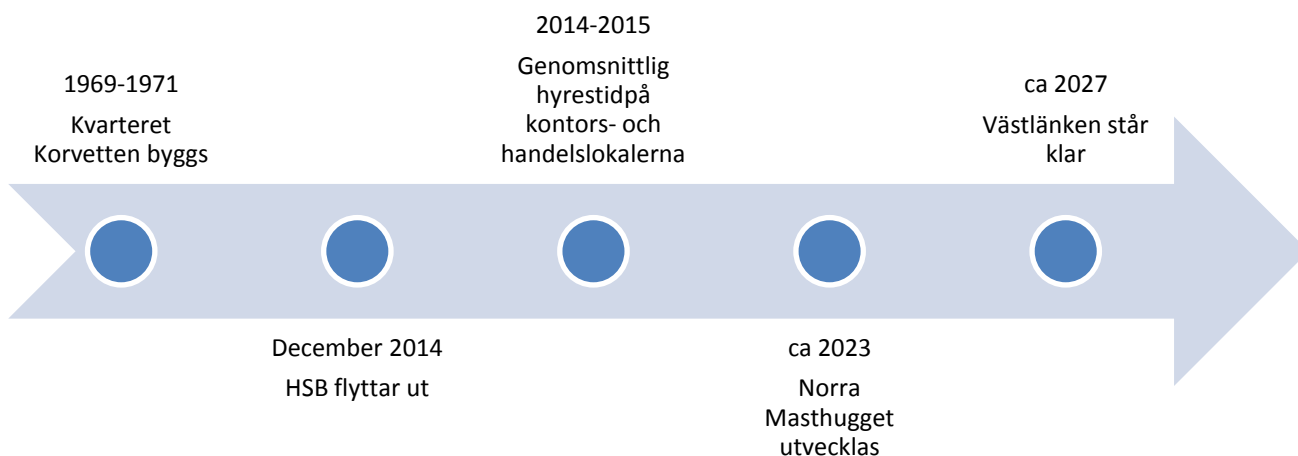 1969-1971
Kvarteret
Korvetten byggs
December 2014
HSB flyttar ut
2014-2015
Genomsnittlig
hyrestidpå
kontors- och
handelslokalerna
ca 2023
Norra
Masthugget
utvecklas
ca 2027
Västlänken står
klar